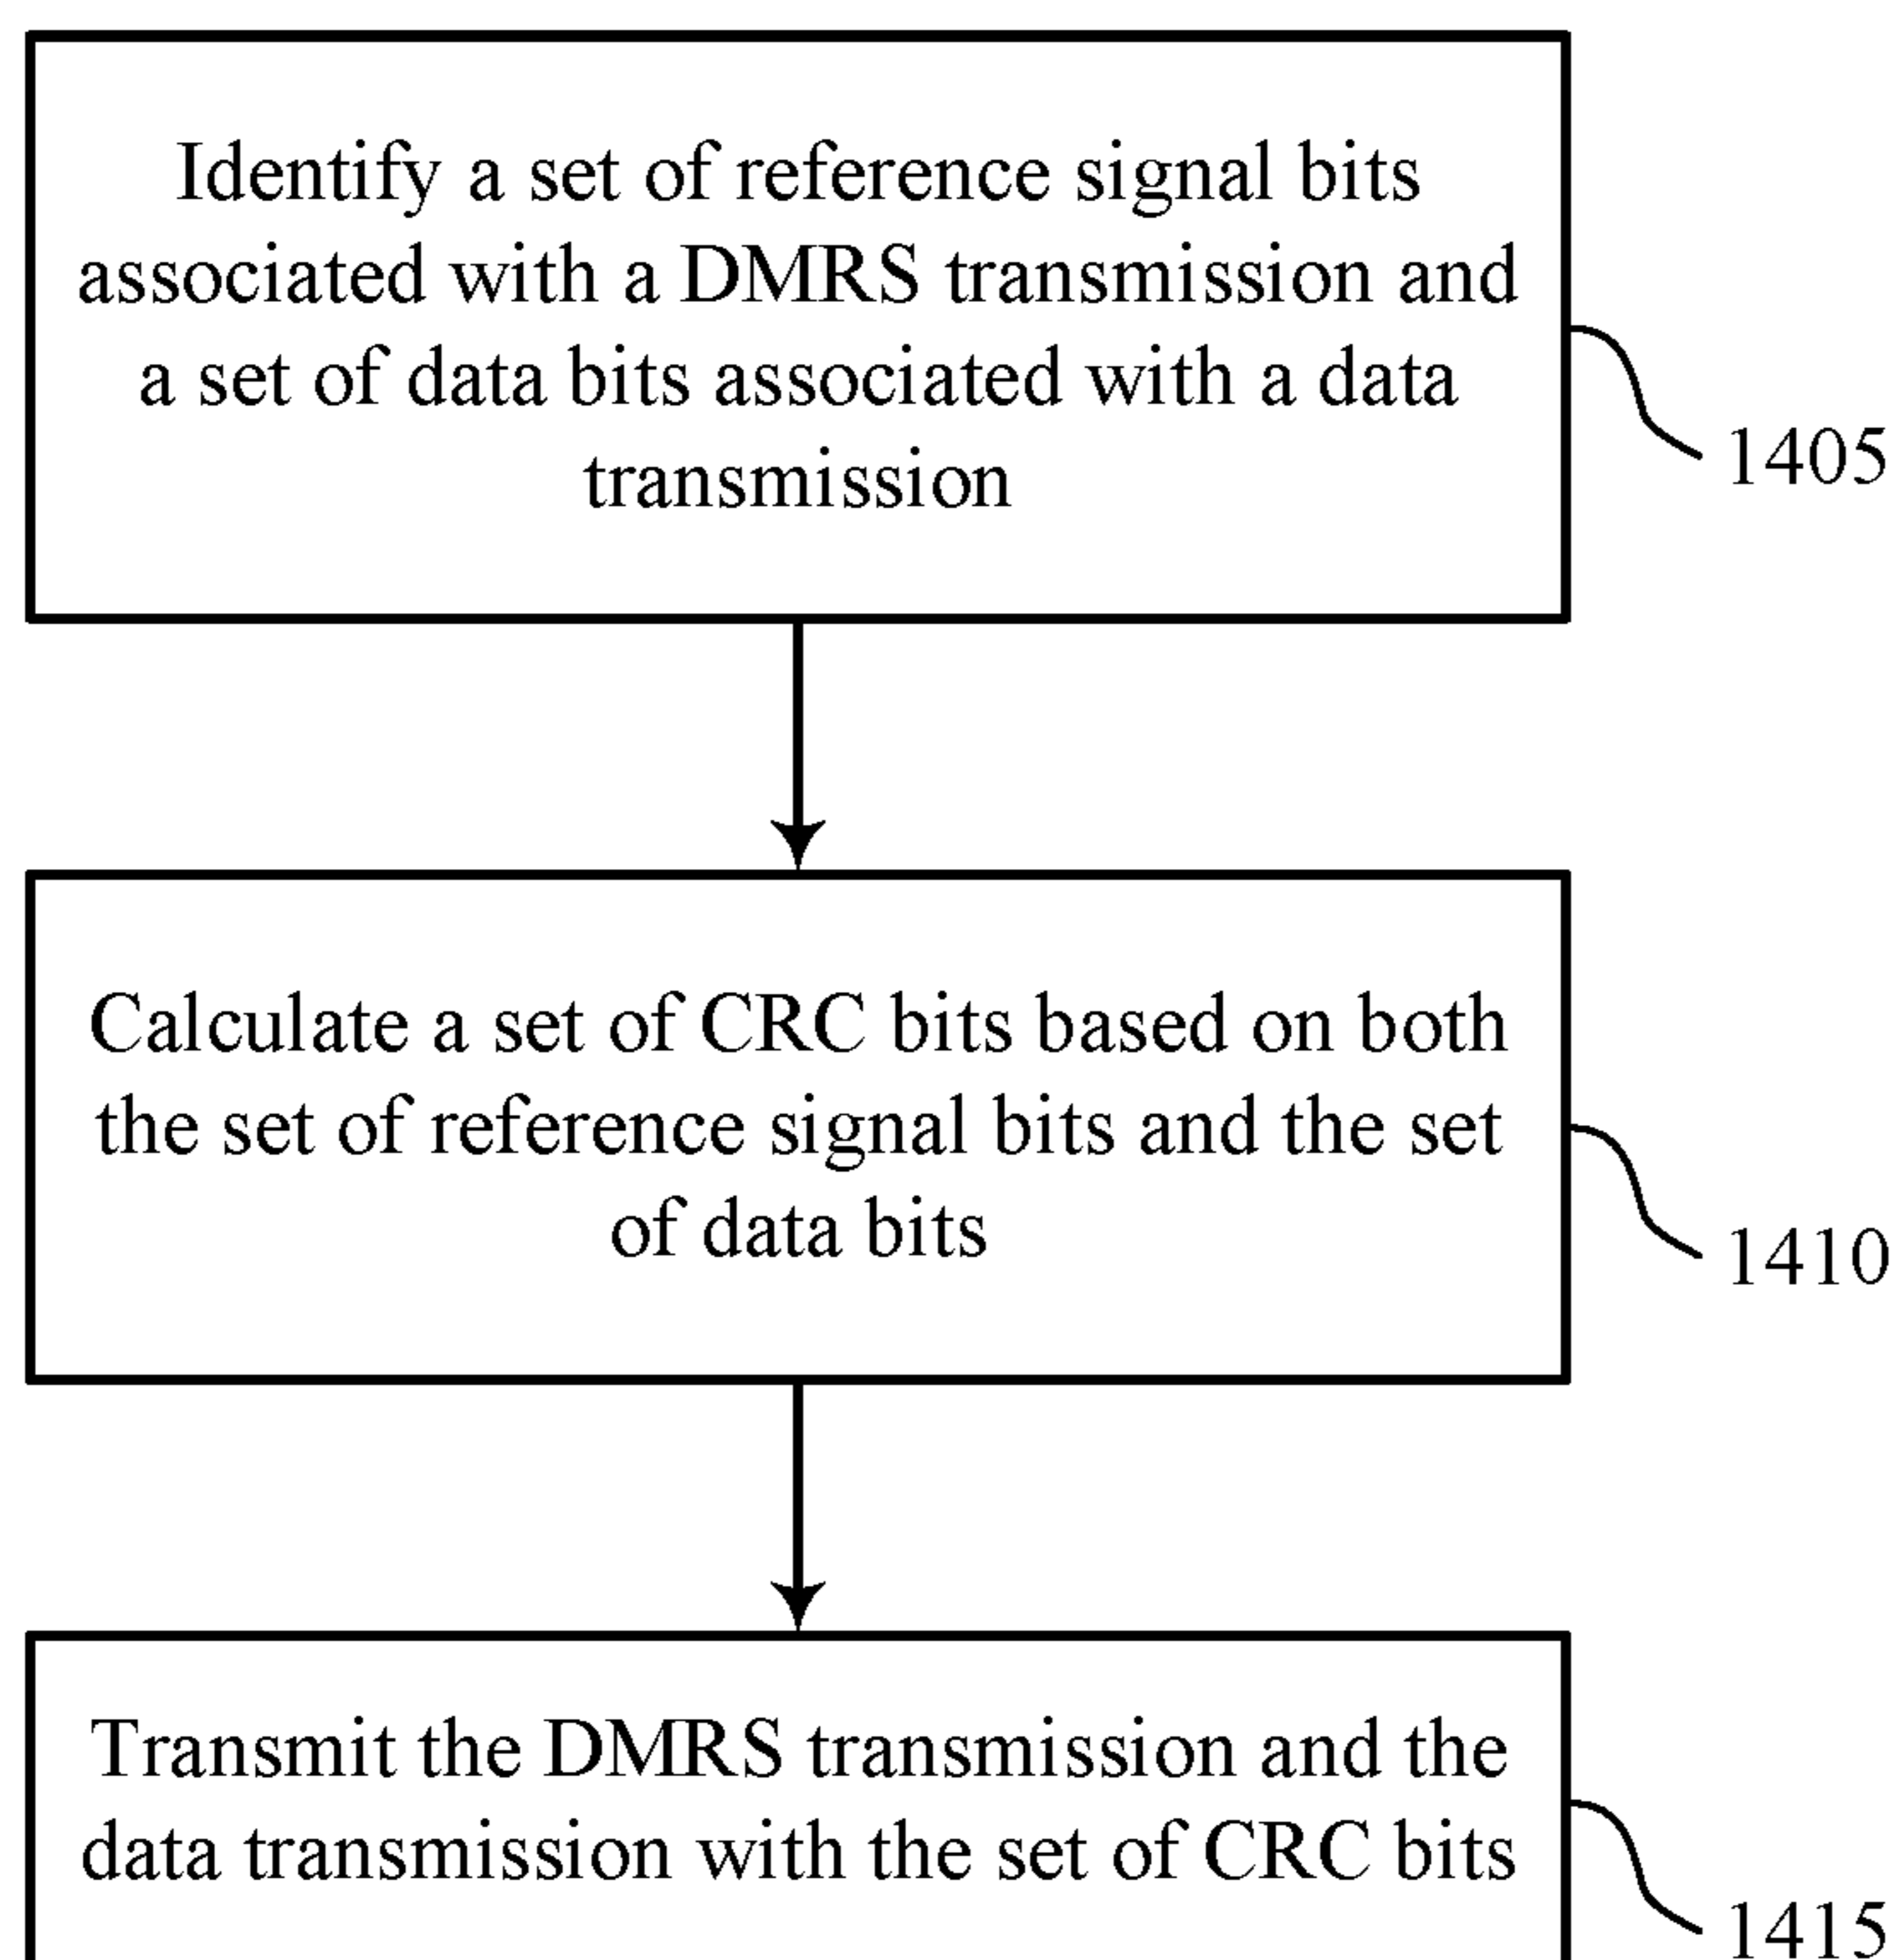 Identify a set of reference signal bits
associated with a DMRS transmission and
a set of data bits associated with a data
transmission
1405
Calculate a set of CRC bits based on both
the set of reference signal bits and the set
of data bits
1410
Transmit the DMRS transmission and the
data transmission with the set of CRC bits
1415